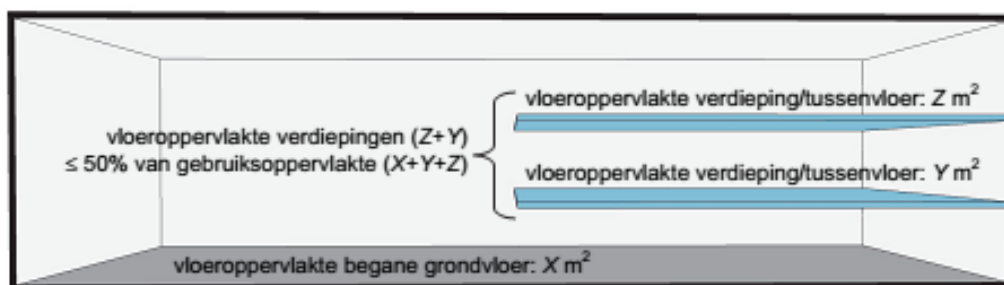 vloeroppervlakte verdieping/tussenvloer: Z m²
vloeroppervlakte verdiepingen (Z+Y)
≤ 50% van gebruiksoppervlakte (X+Y+Z)
vloeroppervlakte verdieping/tussenvloer: Y m²
vloeroppervlakte begane grondvloer: X m²